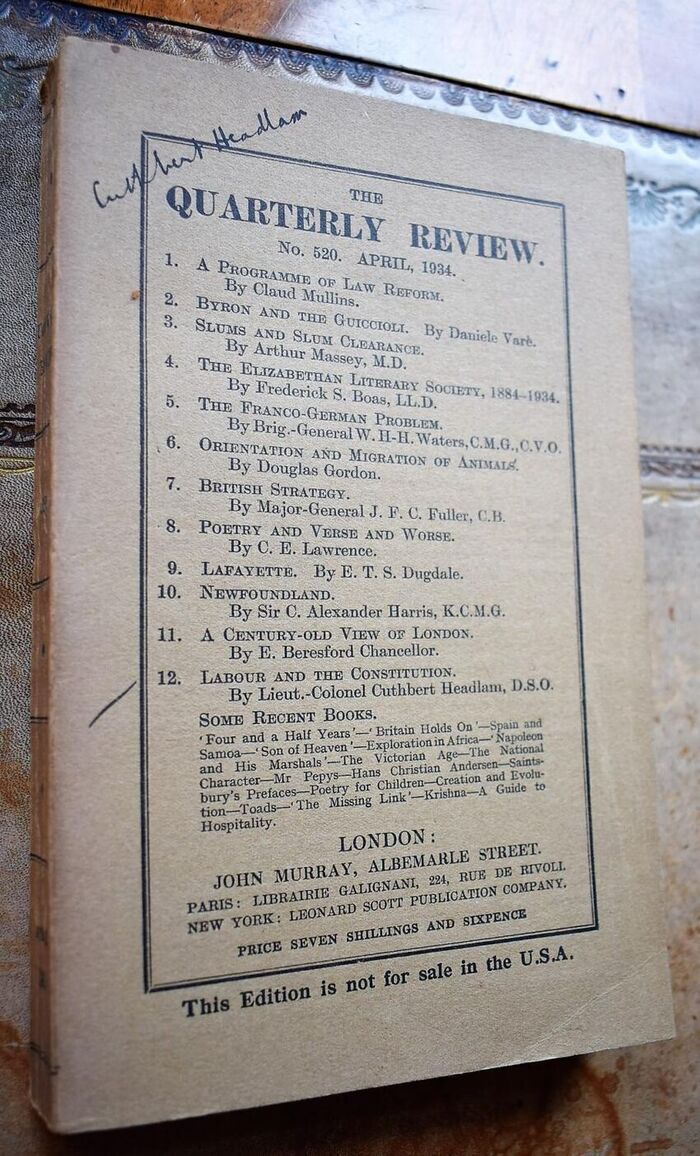 Cuthbert Headlam
THE
QUARTERLY REVIEW.
No. 520. APRIL, 1934.
1. A Programme of Law Reform.
By Claud Mullins.
2. Byron and the Guiccioli. By Daniele Varè.
3. Slums and Slum Clearance.
By Arthur Massey, M.D.
4. The Elizabethan Literary Society, 1884-1934.
By Frederick S. Boas, LL.D.
5. The Franco-German Problem.
By Brig.-General W. H-H. Waters, C.M.G., C.V.O.
6. Orientation and Migration of Animals.
By Douglas Gordon.
7. British Strategy.
By Major-General J. F. C. Fuller, C.B.
8. Poetry and Verse and Worse.
By C. E. Lawrence.
9. Lafayette. By E. T. S. Dugdale.
10. Newfoundland.
By Sir C. Alexander Harris, K.C.M.G.
11. A Century-old View of London.
By E. Beresford Chancellor.
12. Labour and the Constitution.
By Lieut.-Colonel Cuthbert Headlam, D.S.O.
Some Recent Books.
'Four and a Half Years'—'Britain Holds On'—Spain and
Samoa—'Son of Heaven'—Exploration in Africa—'Napoleon
and His Marshals'—The Victorian Age—The National
Character—Mr Pepys—Hans Christian Andersen—Saints-
bury's Prefaces—Poetry for Children—Creation and Evolu-
tion—Toads—'The Missing Link'—Krishna—A Guide to
Hospitality.
LONDON:
JOHN MURRAY, ALBEMARLE STREET.
PARIS: LIBRAIRIE GALIGNANI, 224, RUE DE RIVOLI.
NEW YORK: LEONARD SCOTT PUBLICATION COMPANY.
PRICE SEVEN SHILLINGS AND SIXPENCE
This Edition is not for sale in the U.S.A.